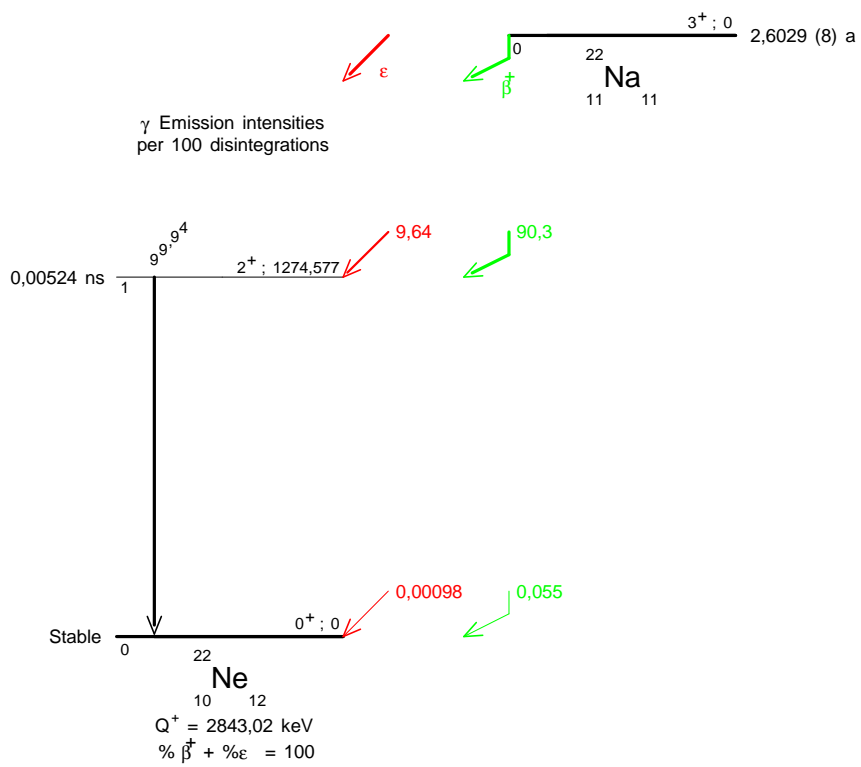 3+ ; 0
2,6029 (8) a
0
22
11 Na 11
ε
β+
γ Emission intensities
per 100 disintegrations
99,94
9,64
90,3
0,00524 ns
2+ ; 1274,577
1
0,00098
0,055
Stable
0+ ; 0
0
22
10 Ne 12
Q+ = 2843,02 keV
% β+ + %ε = 100